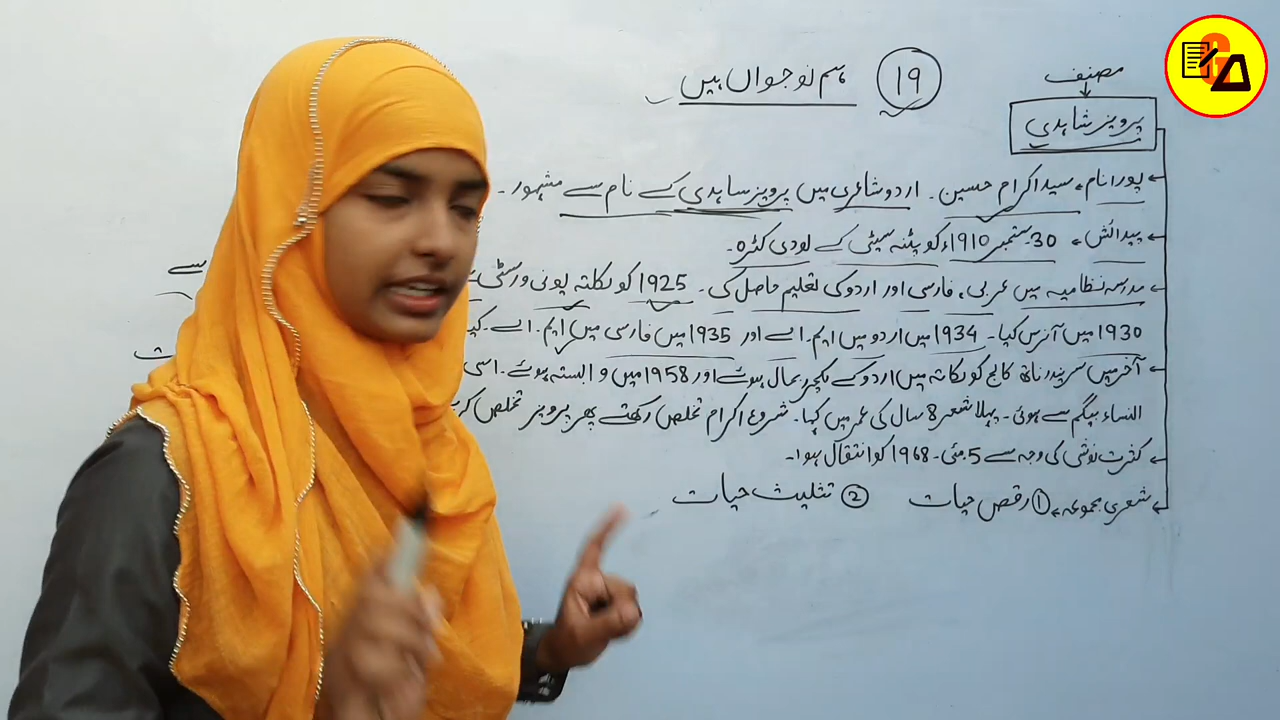 مصنف
۱۹ ہم نوجواں ہیں
پرویز شاہدی
پورا نام، سید اکرام حسین۔ اردو شاعری میں پرویز ساہدی کے نام سے مشہور۔
پیدائش، 30۔ستمبر 1910ء کو پٹنہ سیٹی کے لودی کٹرہ۔
مدرسہ نظامیہ میں عربی، فارسی اور اردو کی تعلیم حاصل کی۔ 1925 کو کلکتہ یونی ورسٹی سے
1930 میں آنرس کیا۔ 1934 میں اردو میں ایم۔اے اور 1935 میں فارسی میں ایم۔اے۔
آخر میں سریندر ناتھ کالج کولکاتہ میں اردو کے لکچرر بحال ہوئے اور 1958 میں وابستہ ہوئے۔ اسی
النساء بیگم سے ہوئی۔ پہلا شعر 8 سال کی عمر میں کہا۔ شروع اکرام تخلص رکھتے پھر پرویز تخلص
کثرت نوشی کی وجہ سے 5۔مئی۔1968 کو انتقال ہوا۔
شعری مجموعہ، ① رقص حیات ② تثلیث حیات